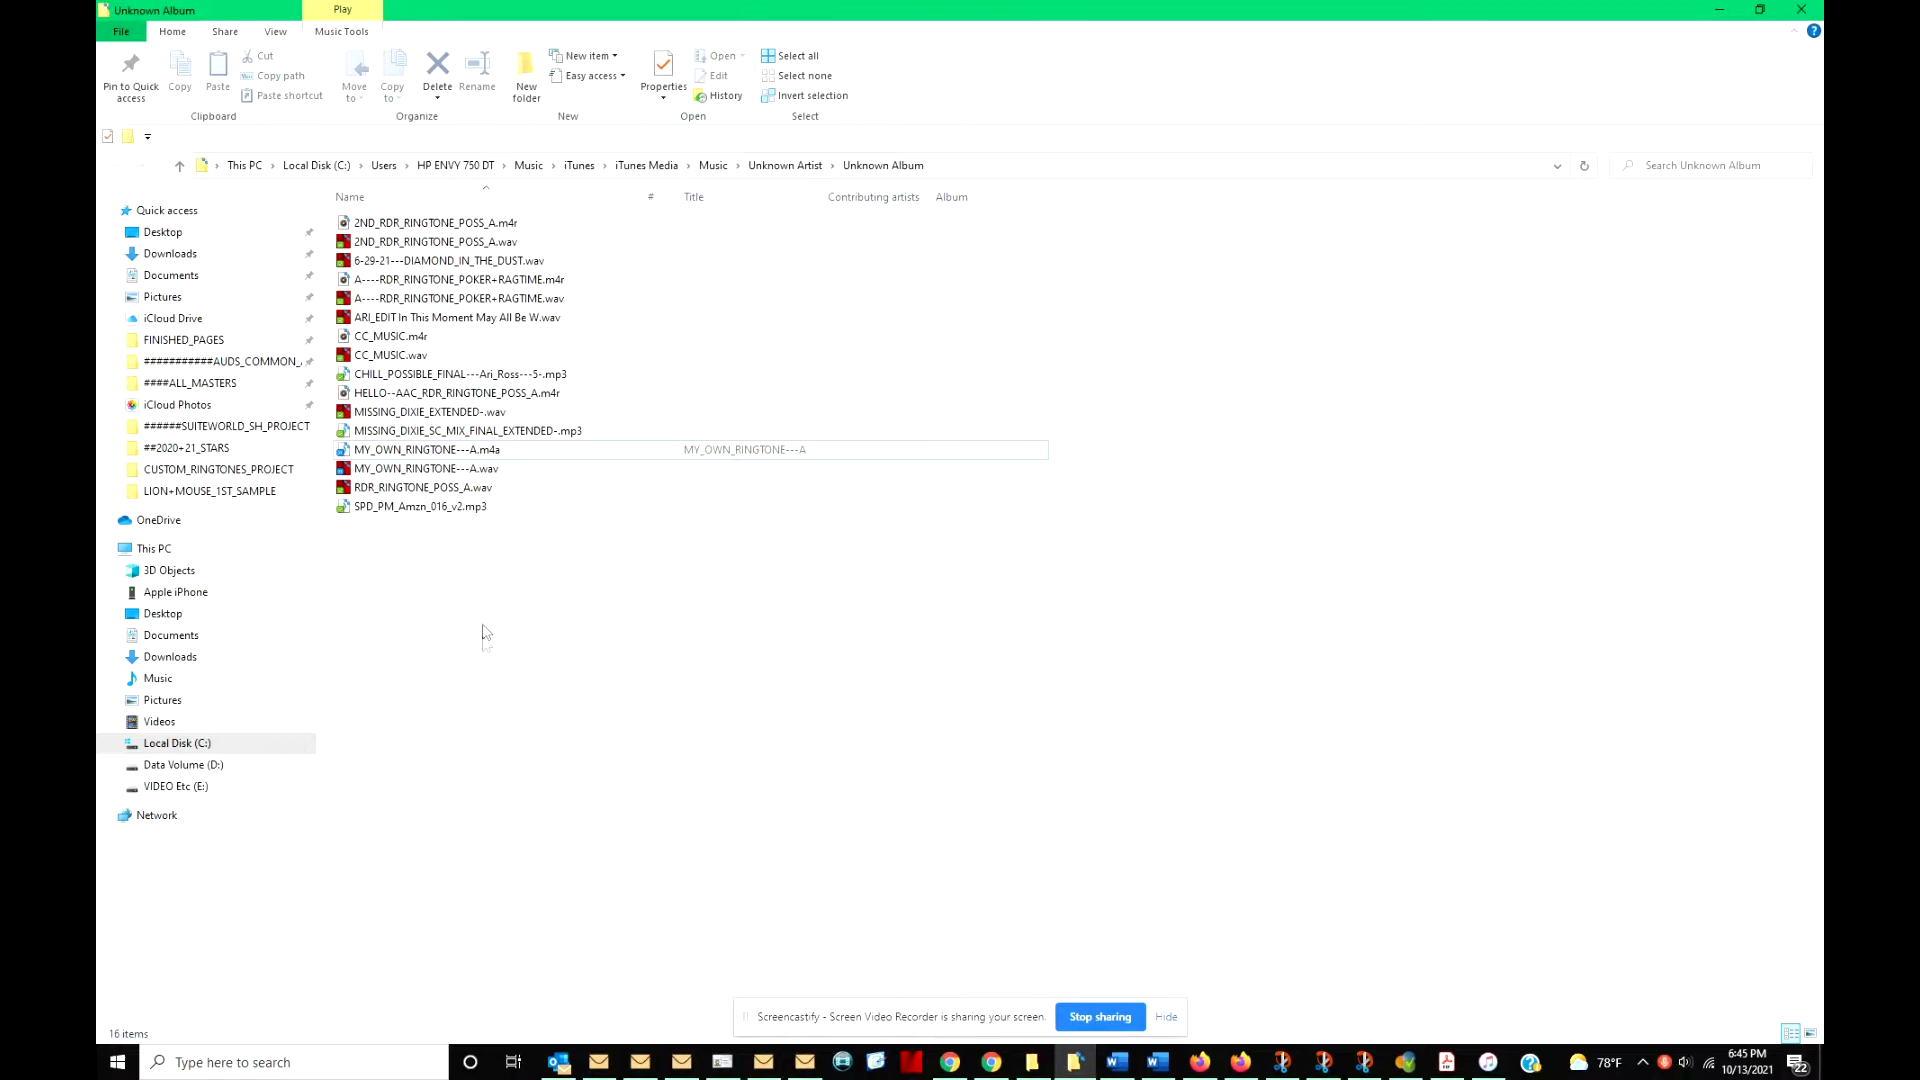 Unknown Album
Play
File
Home
Share
View
Music Tools
Pin to Quick access
Copy
Paste
Cut
Copy path
Paste shortcut
Move to
Copy to
Delete
Rename
New folder
New item
Easy access
Properties
Open
Edit
History
Select all
Select none
Invert selection
Clipboard
Organize
New
Open
Select
This PC > Local Disk (C:) > Users > HP ENVY 750 DT > Music > iTunes > iTunes Media > Music > Unknown Artist > Unknown Album
Search Unknown Album
Name
#
Title
Contributing artists
Album
Quick access
Desktop
Downloads
Documents
Pictures
iCloud Drive
FINISHED_PAGES
###########AUDS_COMMON_
####ALL_MASTERS
iCloud Photos
######SUITEWORLD_SH_PROJECT
##2020+21_STARS
CUSTOM_RINGTONES_PROJECT
LION+MOUSE_1ST_SAMPLE
OneDrive
This PC
3D Objects
Apple iPhone
Desktop
Documents
Downloads
Music
Pictures
Videos
Local Disk (C:)
Data Volume (D:)
VIDEO Etc (E:)
Network
2ND_RDR_RINGTONE_POSS_A.m4r
2ND_RDR_RINGTONE_POSS_A.wav
6-29-21---DIAMOND_IN_THE_DUST.wav
A----RDR_RINGTONE_POKER+RAGTIME.m4r
A----RDR_RINGTONE_POKER+RAGTIME.wav
ARI_EDIT In This Moment May All Be W.wav
CC_MUSIC.m4r
CC_MUSIC.wav
CHILL_POSSIBLE_FINAL---Ari_Ross---5-.mp3
HELLO--AAC_RDR_RINGTONE_POSS_A.m4r
MISSING_DIXIE_EXTENDED-.wav
MISSING_DIXIE_SC_MIX_FINAL_EXTENDED-.mp3
MY_OWN_RINGTONE---A.m4a MY_OWN_RINGTONE---A
MY_OWN_RINGTONE---A.wav
RDR_RINGTONE_POSS_A.wav
SPD_PM_Amzn_016_v2.mp3
Screencastify - Screen Video Recorder is sharing your screen.
Stop sharing
Hide
16 items
Type here to search
78°F
6:45 PM
10/13/2021
22